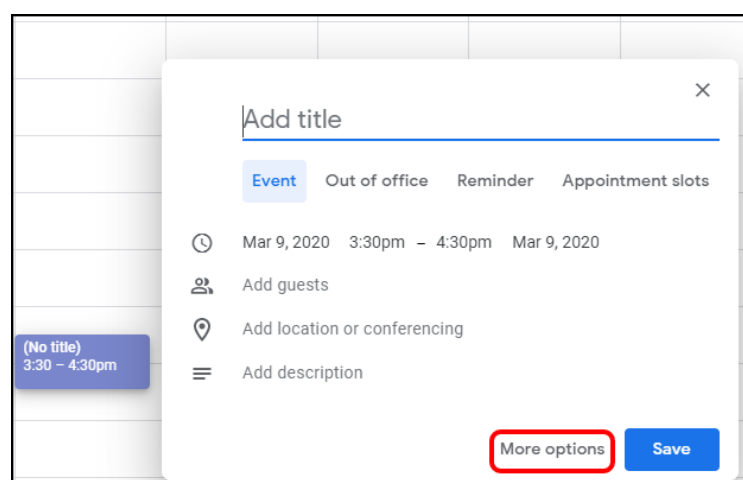 Add title
Event Out of office Reminder Appointment slots
Mar 9, 2020 3:30pm – 4:30pm Mar 9, 2020
Add guests
Add location or conferencing
Add description
(No title)
3:30 – 4:30pm
More options Save